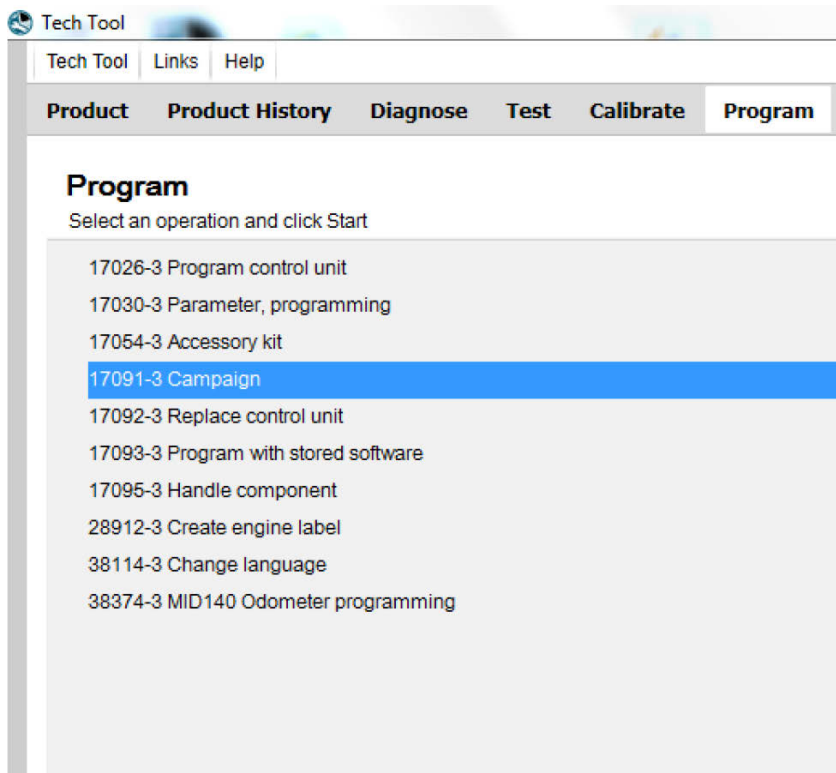 Tech Tool
Tech Tool Links Help
Product Product History Diagnose Test Calibrate Program
Program
Select an operation and click Start
17026-3 Program control unit
17030-3 Parameter, programming
17054-3 Accessory kit
17091-3 Campaign
17092-3 Replace control unit
17093-3 Program with stored software
17095-3 Handle component
28912-3 Create engine label
38114-3 Change language
38374-3 MID140 Odometer programming